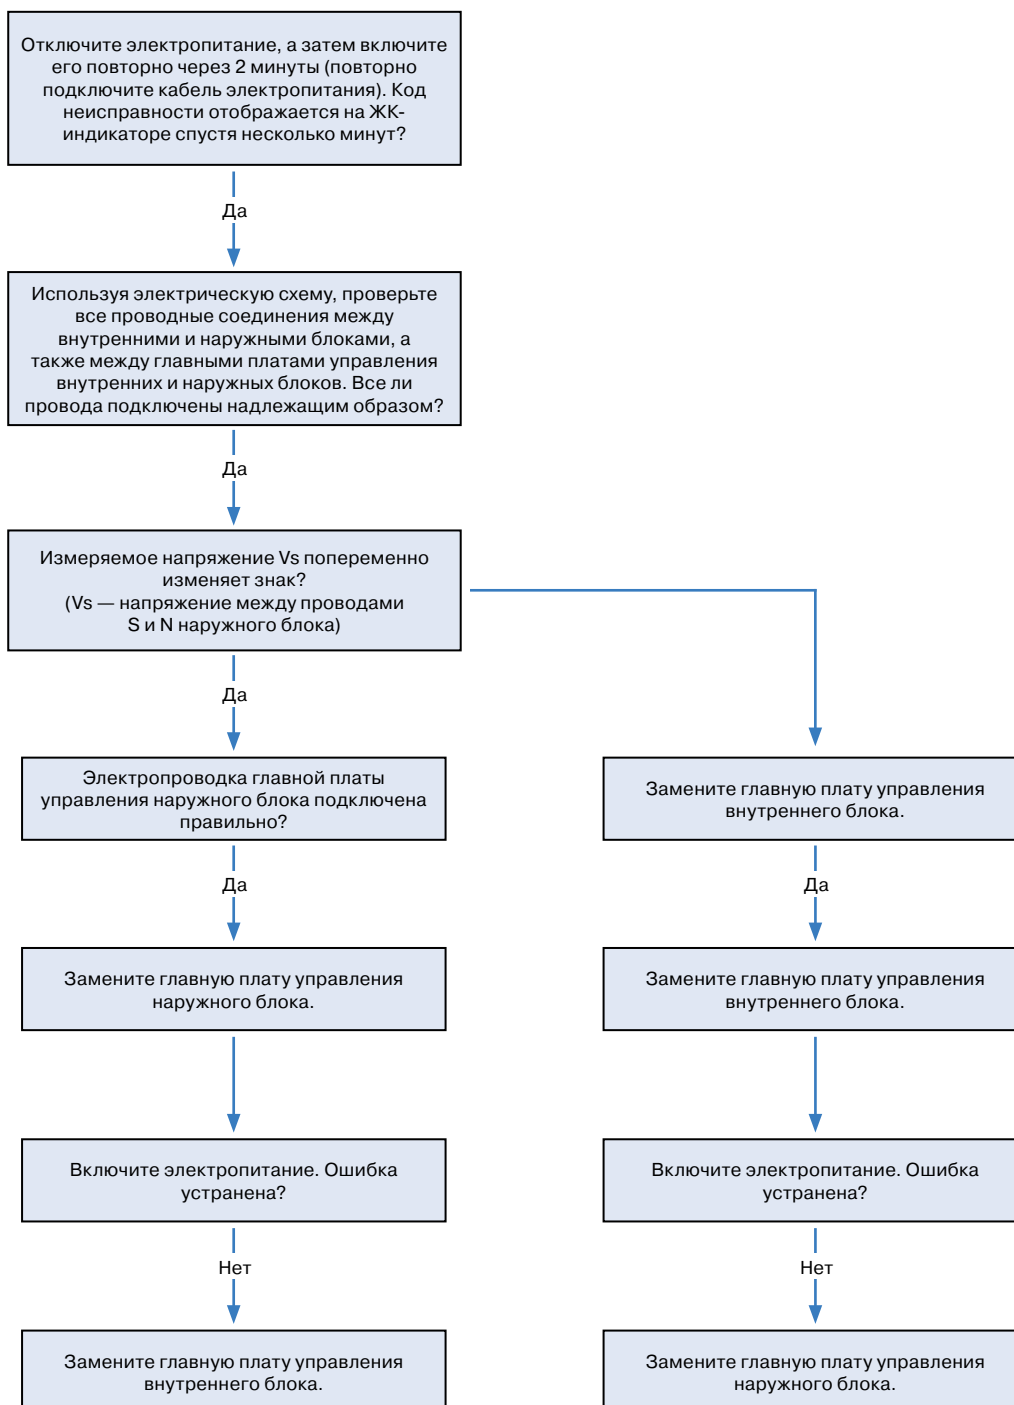 Отключите электропитание, а затем включите
его повторно через 2 минуты (повторно
подключите кабель электропитания). Код
неисправности отображается на ЖК-
индикаторе спустя несколько минут?
Да
Используя электрическую схему, проверьте
все проводные соединения между
внутренними и наружными блоками, а
также между главными платами управления
внутренних и наружных блоков. Все ли
провода подключены надлежащим образом?
Да
Измеряемое напряжение Vs попеременно
изменяет знак?
(Vs — напряжение между проводами
S и N наружного блока)
Да
Электропроводка главной платы
управления наружного блока подключена
правильно?
Да
Замените главную плату управления
наружного блока.
Включите электропитание. Ошибка
устранена?
Нет
Замените главную плату управления
внутреннего блока.
Замените главную плату управления
внутреннего блока.
Да
Замените главную плату управления
внутреннего блока.
Включите электропитание. Ошибка
устранена?
Нет
Замените главную плату управления
наружного блока.